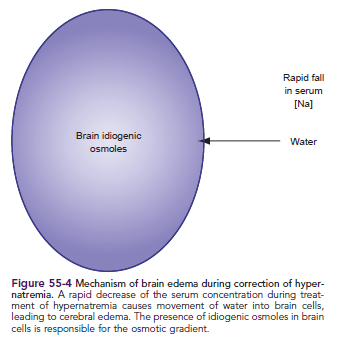 Rapid fall
in serum
[Na]
Brain idiogenic
osmoles
Water
Figure 55-4 Mechanism of brain edema during correction of hyper-
natremia. A rapid decrease of the serum concentration during treat-
ment of hypernatremia causes movement of water into brain cells,
leading to cerebral edema. The presence of idiogenic osmoles in brain
cells is responsible for the osmotic gradient.